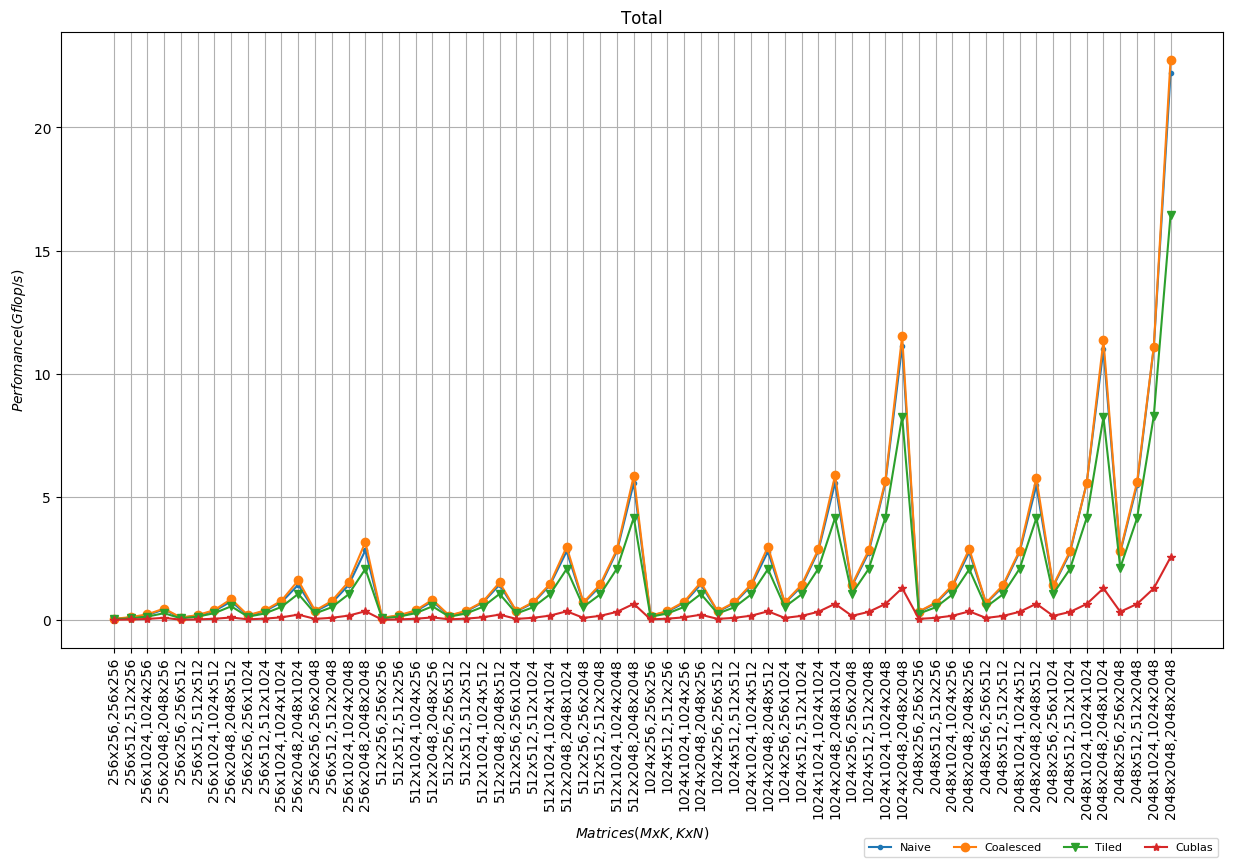 Total
Perfomance(Gflop/s)
20
15
10
5
0
256x256,256x256
256x512,512x256
256x1024,1024x256
256x2048,2048x256
256x256,256x512
256x512,512x512
256x1024,1024x512
256x2048,2048x512
256x256,256x1024
256x512,512x1024
256x1024,1024x1024
256x2048,2048x1024
256x256,256x2048
256x512,512x2048
256x1024,1024x2048
256x2048,2048x2048
512x256,256x256
512x512,512x256
512x1024,1024x256
512x2048,2048x256
512x256,256x512
512x512,512x512
512x1024,1024x512
512x2048,2048x512
512x256,256x1024
512x512,512x1024
512x1024,1024x1024
512x2048,2048x1024
512x256,256x2048
512x512,512x2048
512x1024,1024x2048
512x2048,2048x2048
1024x256,256x256
1024x512,512x256
1024x1024,1024x256
1024x2048,2048x256
1024x256,256x512
1024x512,512x512
1024x1024,1024x512
1024x2048,2048x512
1024x256,256x1024
1024x512,512x1024
1024x1024,1024x1024
1024x2048,2048x1024
1024x256,256x2048
1024x512,512x2048
1024x1024,1024x2048
1024x2048,2048x2048
2048x256,256x256
2048x512,512x256
2048x1024,1024x256
2048x2048,2048x256
2048x256,256x512
2048x512,512x512
2048x1024,1024x512
2048x2048,2048x512
2048x256,256x1024
2048x512,512x1024
2048x1024,1024x1024
2048x2048,2048x1024
2048x256,256x2048
2048x512,512x2048
2048x1024,1024x2048
2048x2048,2048x2048
Matrices(MxK, KxN)
Naive Coalesced Tiled Cublas